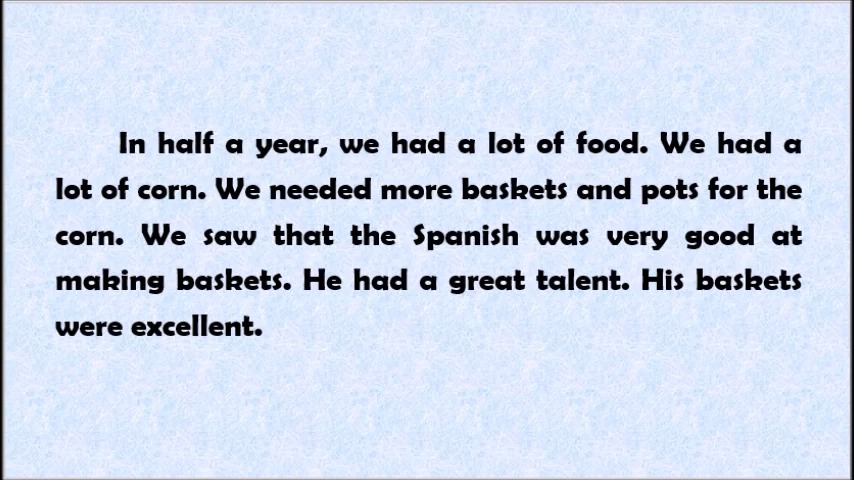 In half a year, we had a lot of food. We had a
lot of corn. We needed more baskets and pots for the
corn. We saw that the Spanish was very good at
making baskets. He had a great talent. His baskets
were excellent.